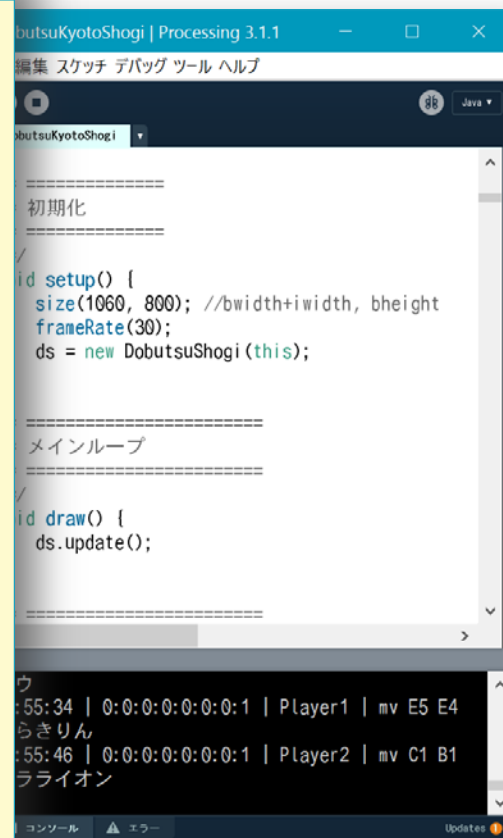 butsuKyotoShogi | Processing 3.1.1
編集 スケッチ デバッグ ツール ヘルプ
Java ▼
obutsuKyotoShogi ▼
==============
初期化
==============
/
id setup() {
size(1060, 800); //bwidth+iwidth, bheight
frameRate(30);
ds = new DobutsuShogi(this);
========================
メインループ
========================
/
id draw() {
ds.update();
========================
ウ
:55:34 | 0:0:0:0:0:0:0:1 | Player1 | mv E5 E4
らきりん
:55:46 | 0:0:0:0:0:0:0:1 | Player2 | mv C1 B1
ラライオン
コンソール エラー Updates 1